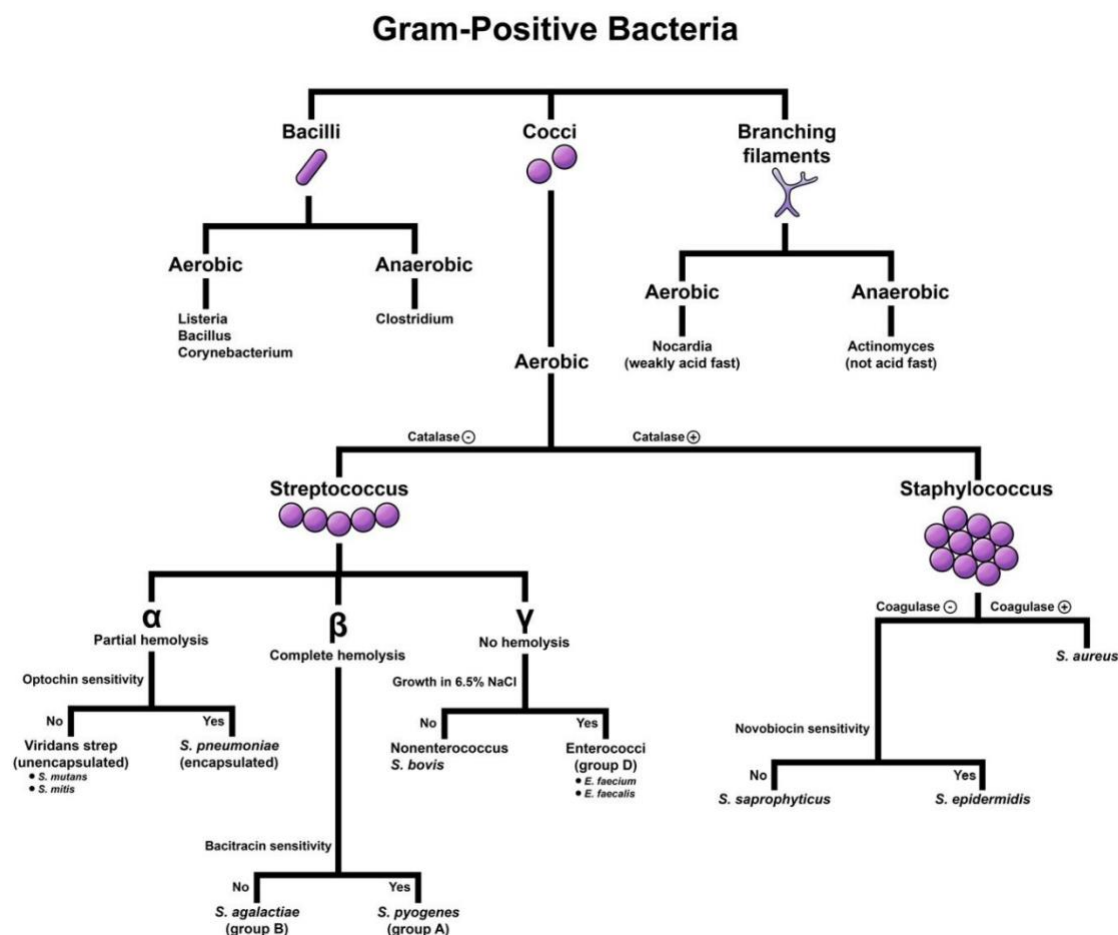 Gram-Positive Bacteria
Bacilli
Cocci
Branching
filaments
Aerobic
Anaerobic
Listeria
Bacillus
Corynebacterium
Clostridium
Aerobic
Aerobic
Anaerobic
Nocardia
(weakly acid fast)
Actinomyces
(not acid fast)
Catalase -
Catalase +
Streptococcus
Staphylococcus
α
Partial hemolysis
β
Complete hemolysis
γ
No hemolysis
Optochin sensitivity
No
Yes
Viridans strep
(unencapsulated)
• S. mutans
• S. mitis
S. pneumoniae
(encapsulated)
Growth in 6.5% NaCl
No
Yes
Nonenterococcus
S. bovis
Enterococci
(group D)
• E. faecium
• E. faecalis
Bacitracin sensitivity
No
Yes
S. agalactiae
(group B)
S. pyogenes
(group A)
Coagulase -
Coagulase +
S. aureus
Novobiocin sensitivity
No
Yes
S. saprophyticus
S. epidermidis